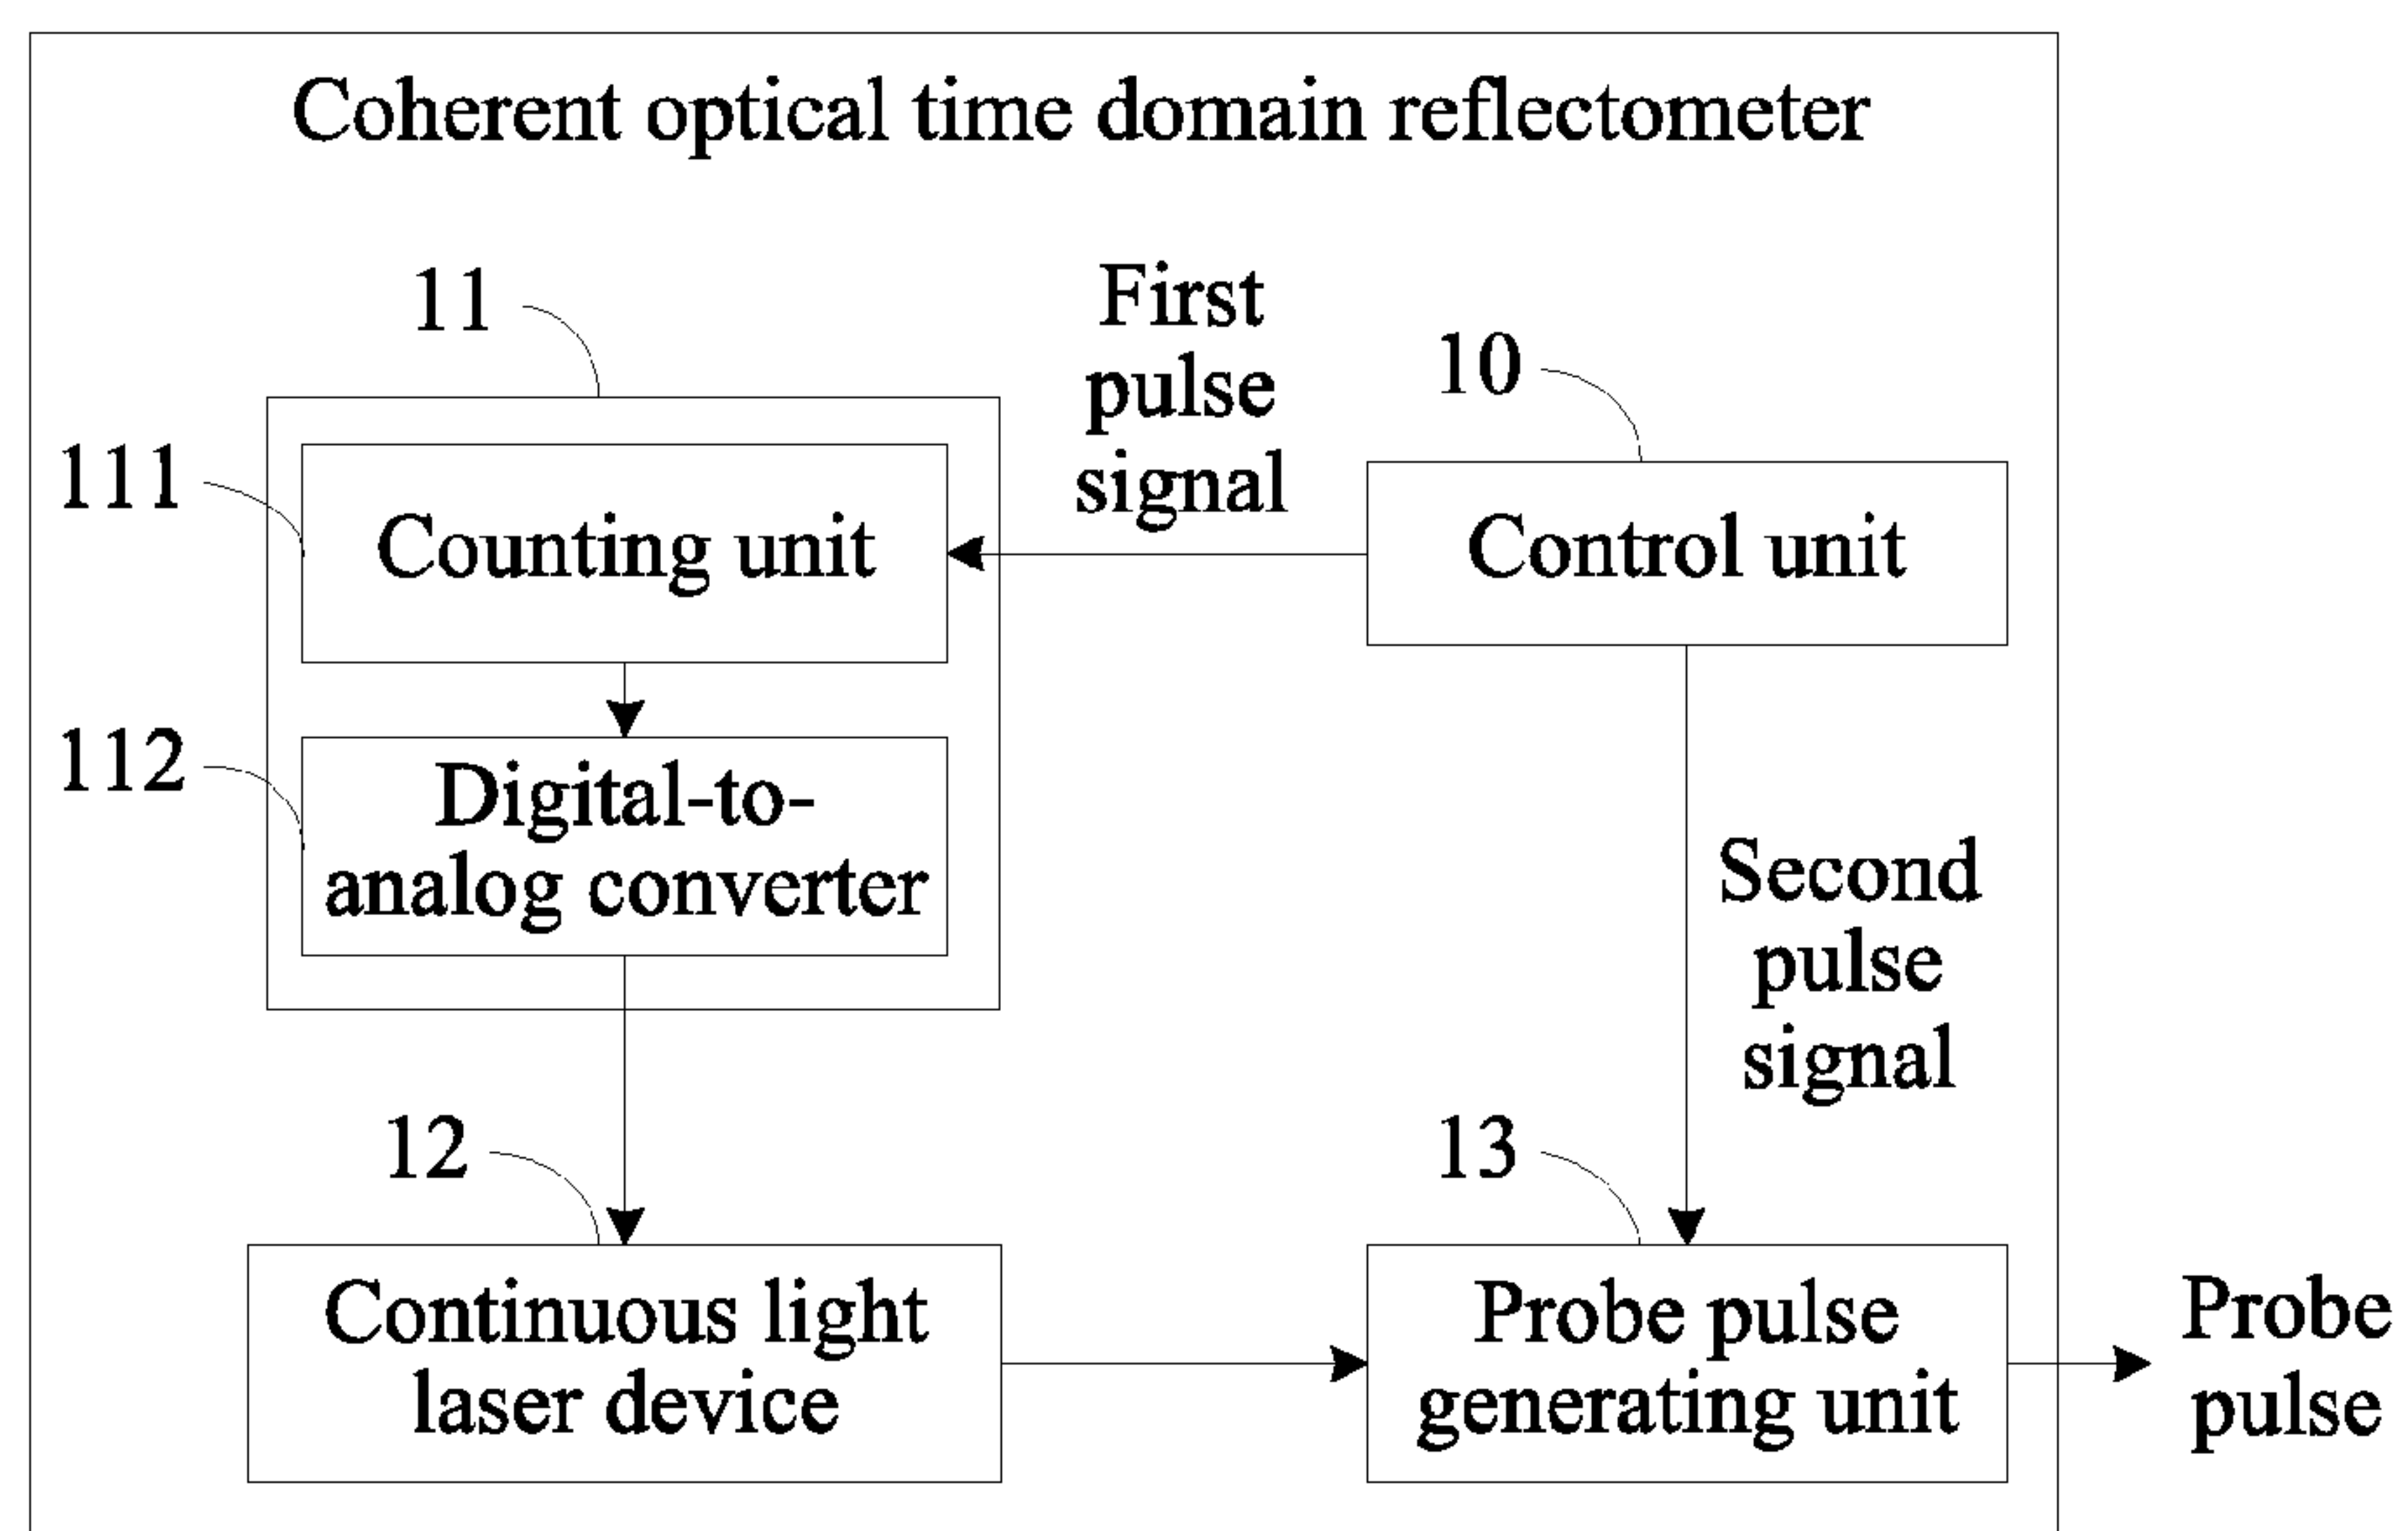 Coherent optical time domain reflectometer
11
First
pulse
signal
10
111
Counting unit
Control unit
112
Digital-to-
analog converter
Second
pulse
signal
12
13
Continuous light
laser device
Probe pulse
generating unit
Probe
pulse